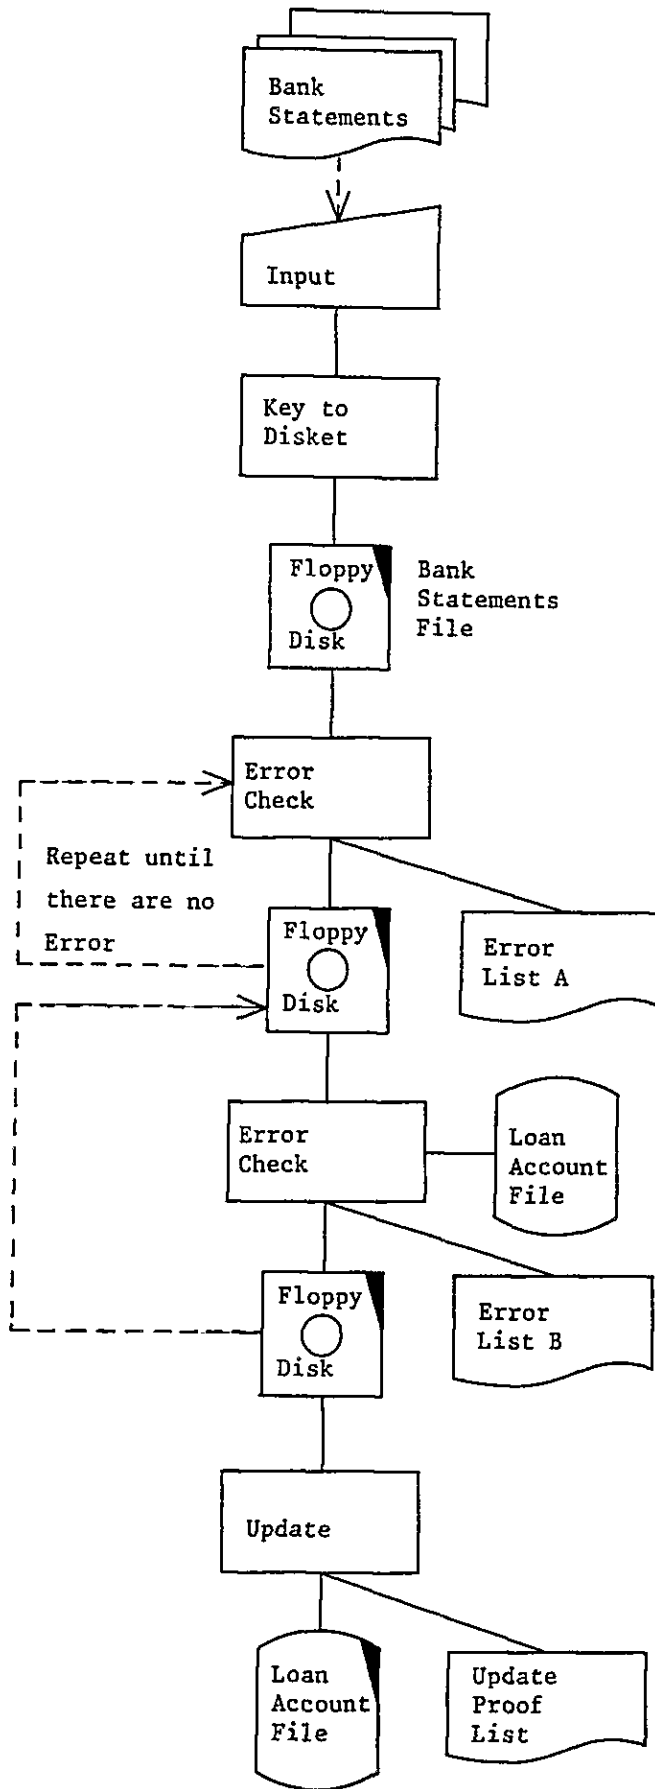 Bank
Statements
Input
Key to
Disket
Floppy
Disk
Bank
Statements
File
Error
Check
Repeat until
there are no
Error
Floppy
Disk
Error
List A
Error
Check
Loan
Account
File
Floppy
Disk
Error
List B
Update
Loan
Account
File
Update
Proof
List